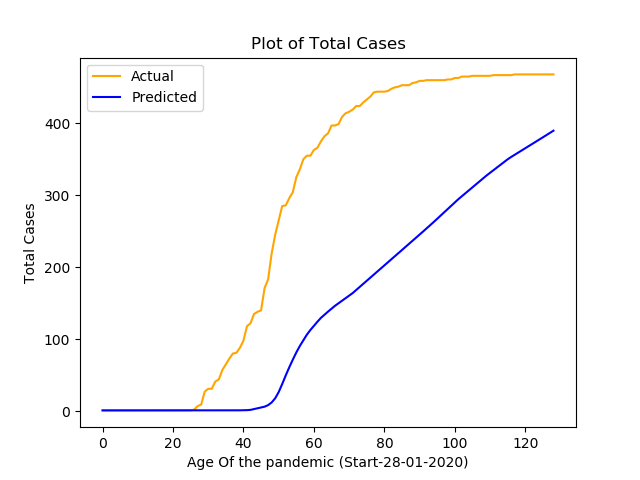 Plot of Total Cases
Actual
Predicted
Total Cases
400
300
200
100
0
0 20 40 60 80 100 120
Age Of the pandemic (Start-28-01-2020)